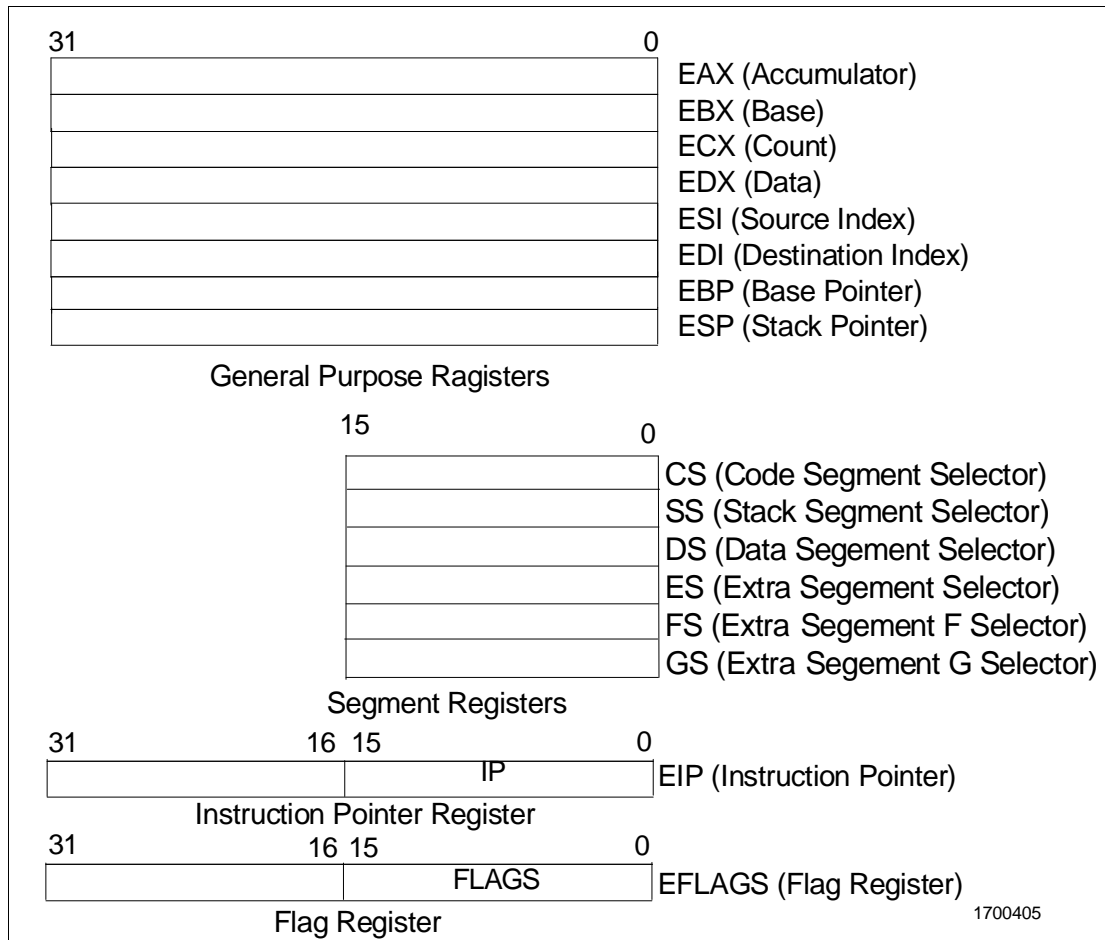 31 0
EAX (Accumulator)
EBX (Base)
ECX (Count)
EDX (Data)
ESI (Source Index)
EDI (Destination Index)
EBP (Base Pointer)
ESP (Stack Pointer)
General Purpose Ragisters
15 0
CS (Code Segment Selector)
SS (Stack Segment Selector)
DS (Data Segement Selector)
ES (Extra Segement Selector)
FS (Extra Segement F Selector)
GS (Extra Segement G Selector)
Segment Registers
31 16 15 0
IP EIP (Instruction Pointer)
Instruction Pointer Register
31 16 15 0
FLAGS EFLAGS (Flag Register)
Flag Register
1700405